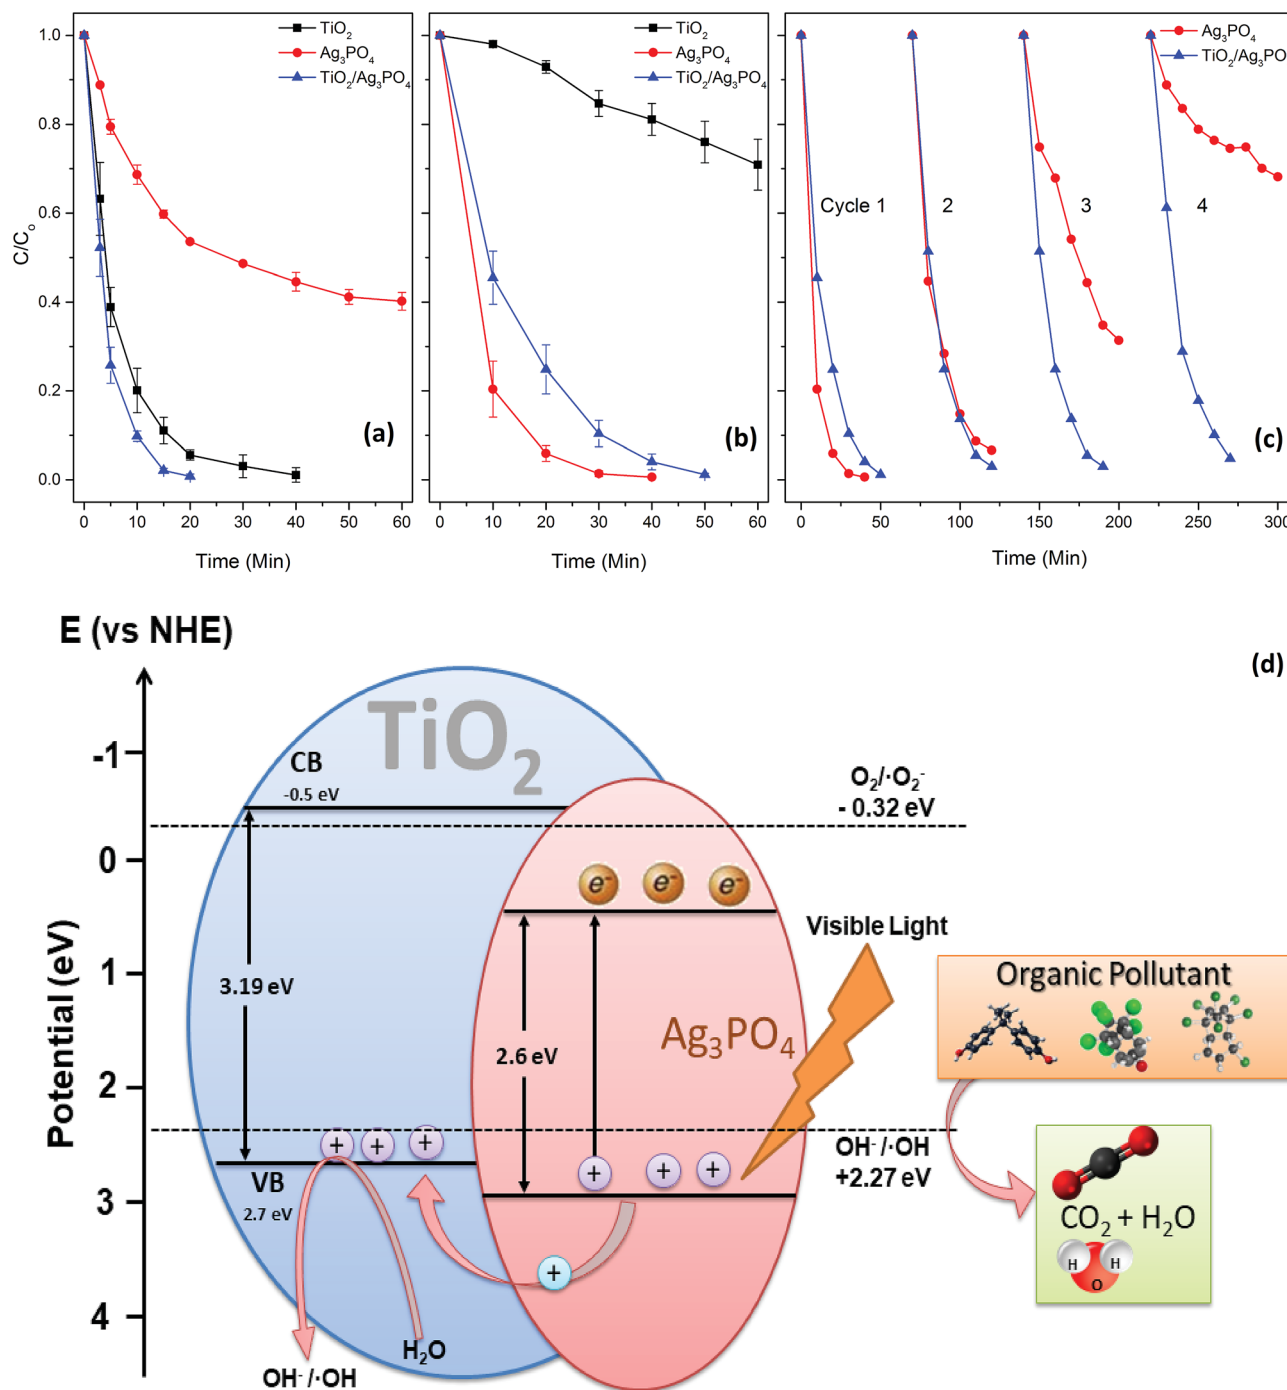 TiO₂
Ag₃PO₄
TiO₂/Ag₃PO₄
TiO₂
Ag₃PO₄
TiO₂/Ag₃PO₄
Ag₃PO₄
TiO₂/Ag₃PO
C/Cₒ
1.0
0.8
0.6
0.4
0.2
0.0
Cycle 1
2
3
4
(a)
(b)
(c)
0 10 20 30 40 50 60
0 10 20 30 40 50 60
0 50 100 150 200 250 300
Time (Min)
Time (Min)
Time (Min)
E (vs NHE)
(d)
TiO₂
-1
CB
-0.5 eV
O₂/·O₂⁻
- 0.32 eV
0
e⁻ e⁻ e⁻
Visible Light
Potential (eV)
1
3.19 eV
2.6 eV
Ag₃PO₄
Organic Pollutant
2
+ + +
+ + +
OH⁻/·OH
+2.27 eV
VB
2.7 eV
3
+
CO₂ + H₂O
H H
O
4
H₂O
OH⁻/·OH